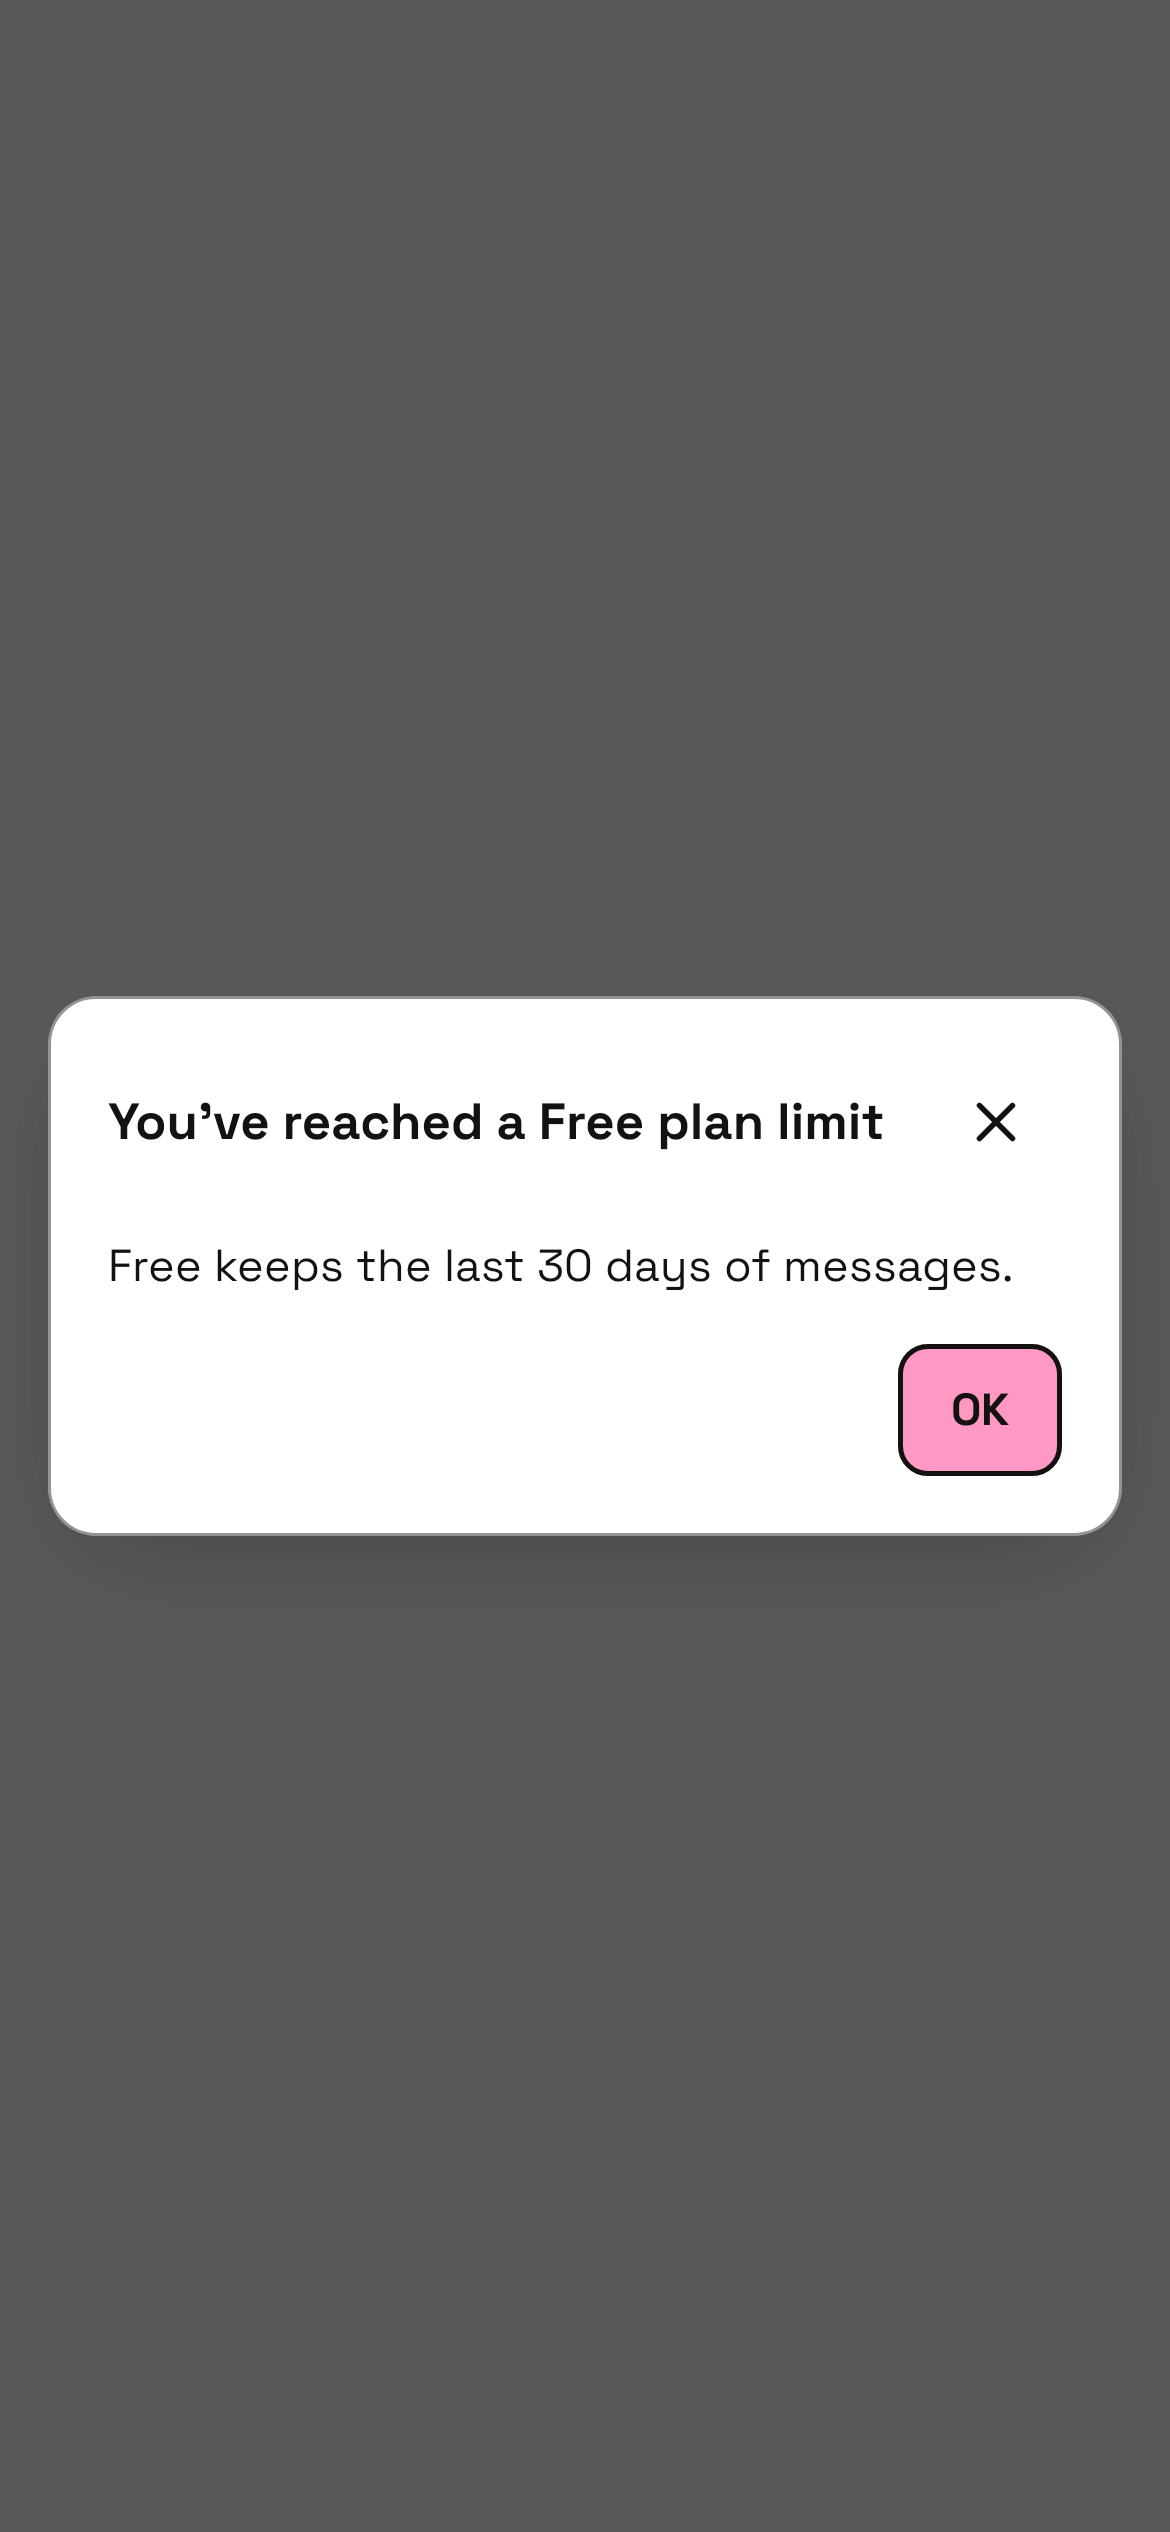 You’ve reached a Free plan limit
Free keeps the last 30 days of messages.
OK